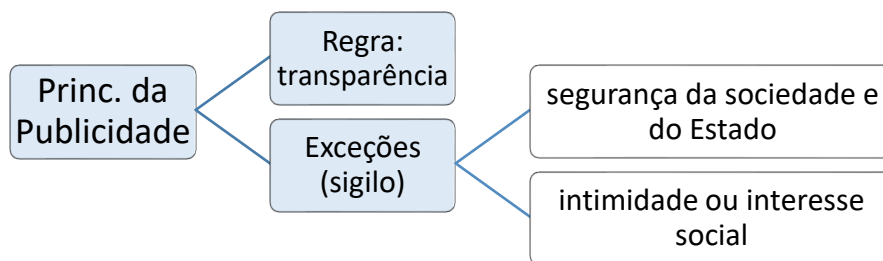 Princ. da
Publicidade
Regra:
transparência
Exceções
(sigilo)
segurança da sociedade e
do Estado
intimidade ou interesse
social